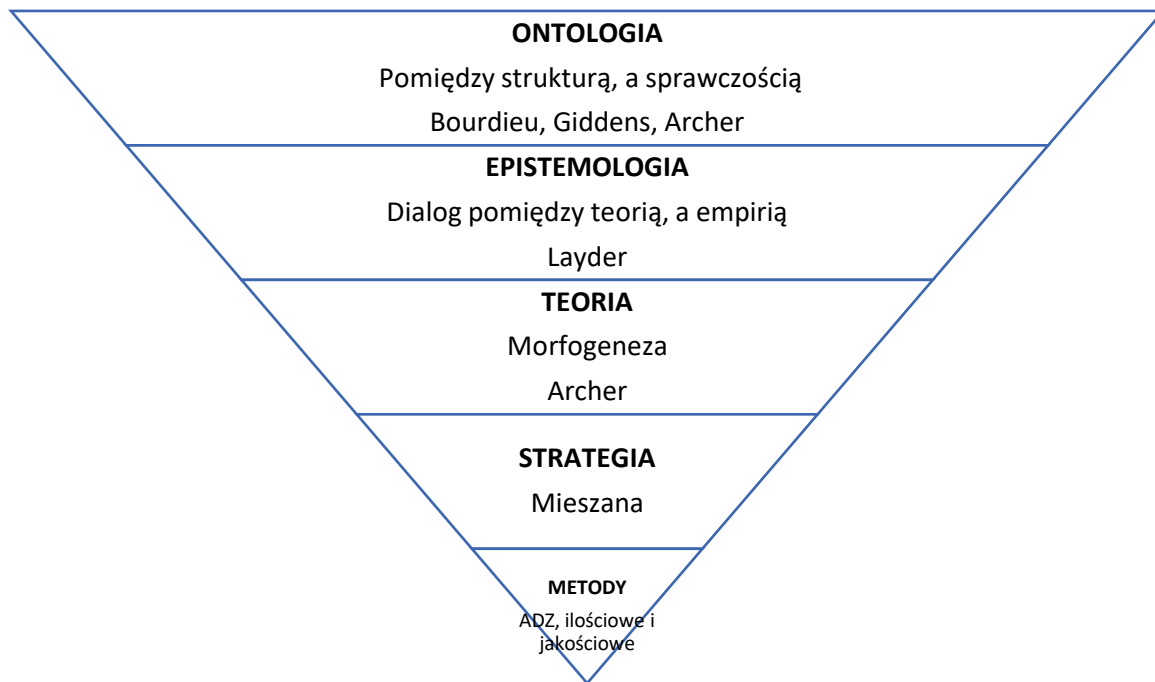 ONTOLOGIA
Pomiędzy strukturą, a sprawczością
Bourdieu, Giddens, Archer
EPISTEMOLOGIA
Dialog pomiędzy teorią, a empirią
Layder
TEORIA
Morfogeneza
Archer
STRATEGIA
Mieszana
METODY
ADZ, ilościowe i
jakościowe